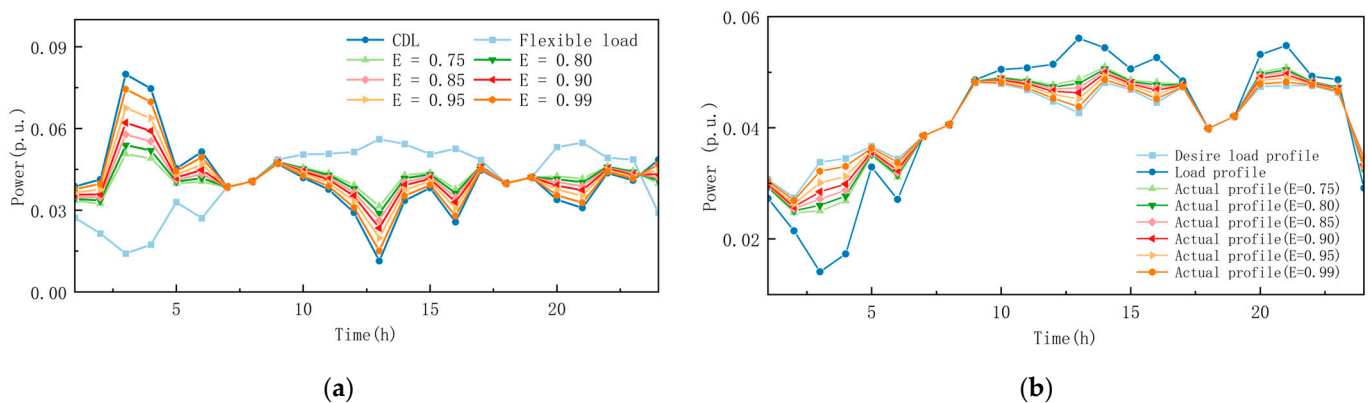 (a)
0.09
0.06
0.03
0.00
Power(p.u.)
CDL
Flexible load
E = 0.75
E = 0.80
E = 0.85
E = 0.90
E = 0.95
E = 0.99
5
10
15
20
Time(h)
(a)
(b)
0.06
0.04
0.02
Power (p.u.)
Desire load profile
Load profile
Actual profile(E=0.75)
Actual profile(E=0.80)
Actual profile(E=0.85)
Actual profile(E=0.90)
Actual profile(E=0.95)
Actual profile(E=0.99)
5
10
15
20
Time(h)
(b)